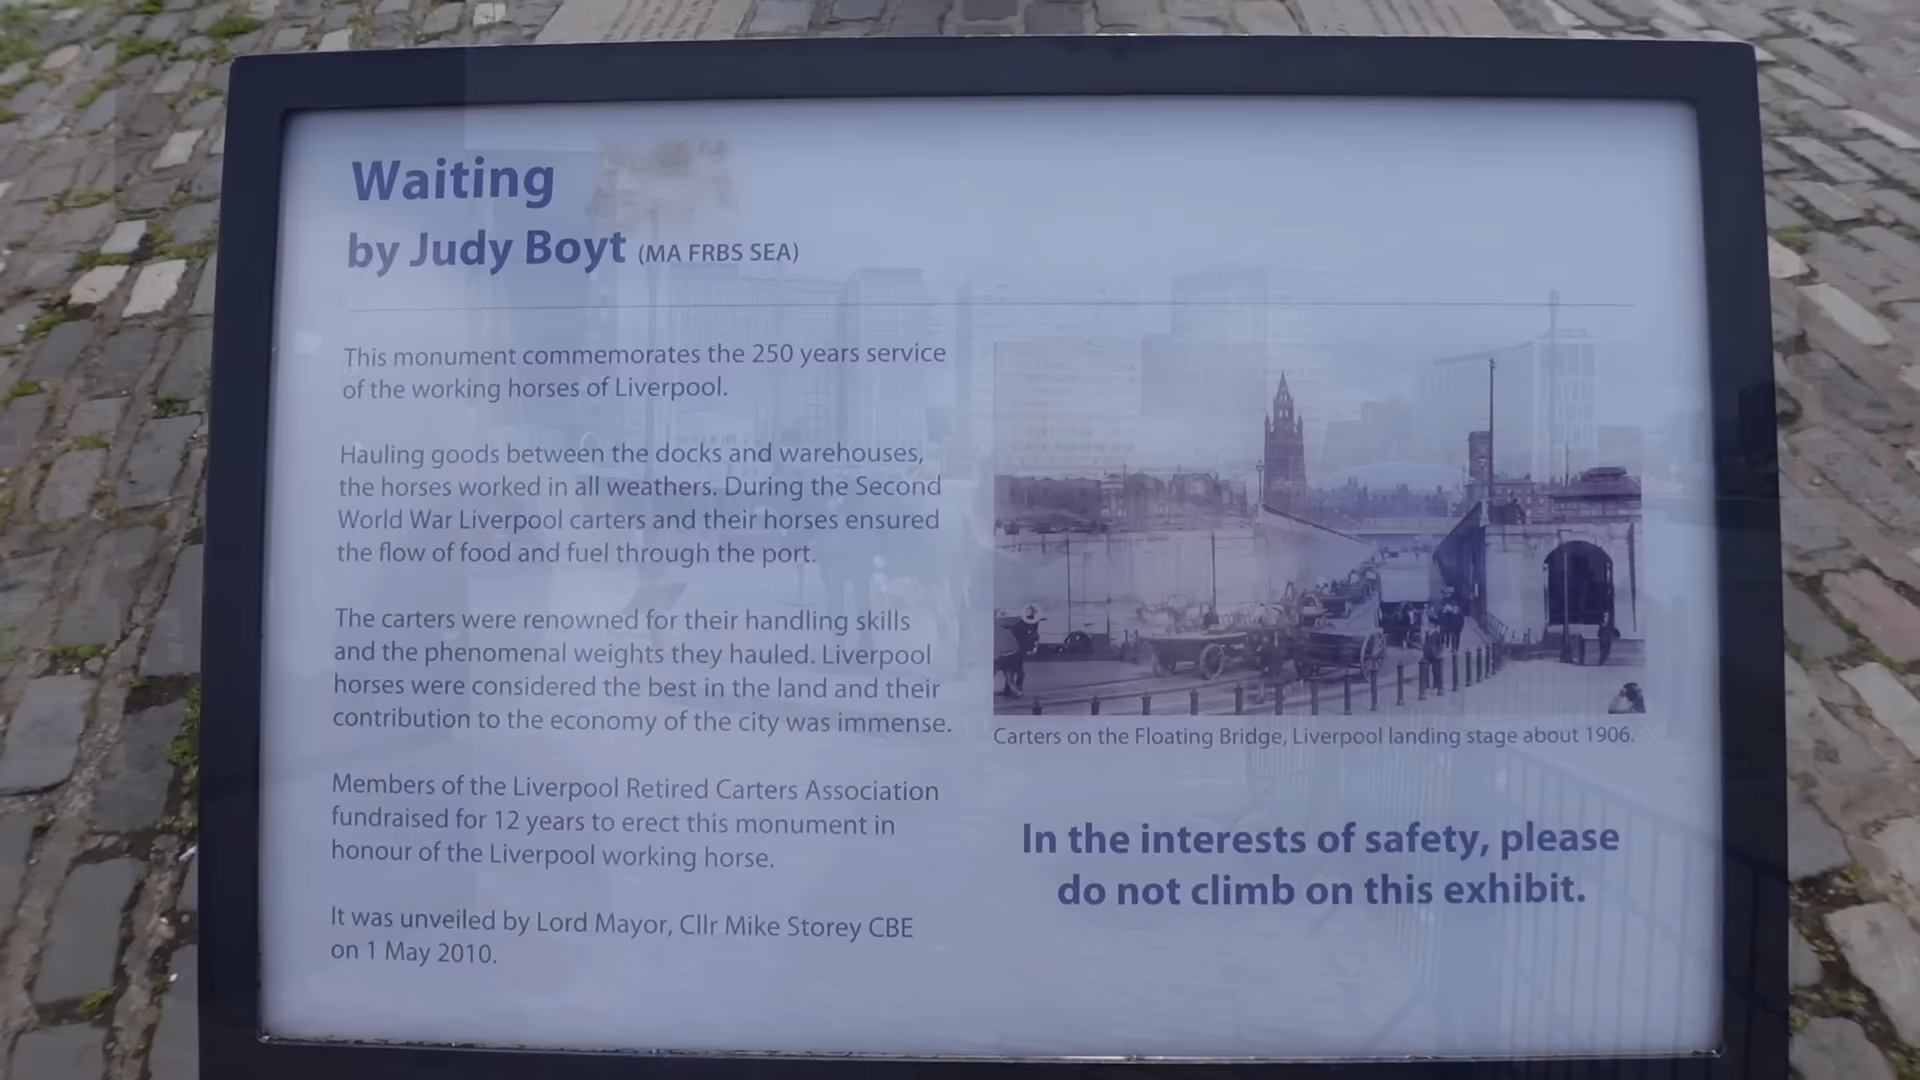 Waiting
by Judy Boyt (MA FRBS SEA)
This monument commemorates the 250 years service
of the working horses of Liverpool.
Hauling goods between the docks and warehouses,
the horses worked in all weathers. During the Second
World War Liverpool carters and their horses ensured
the flow of food and fuel through the port.
The carters were renowned for their handling skills
and the phenomenal weights they hauled. Liverpool
horses were considered the best in the land and their
contribution to the economy of the city was immense.
Members of the Liverpool Retired Carters Association
fundraised for 12 years to erect this monument in
honour of the Liverpool working horse.
It was unveiled by Lord Mayor, Cllr Mike Storey CBE
on 1 May 2010.
Carters on the Floating Bridge, Liverpool landing stage about 1906.
In the interests of safety, please
do not climb on this exhibit.